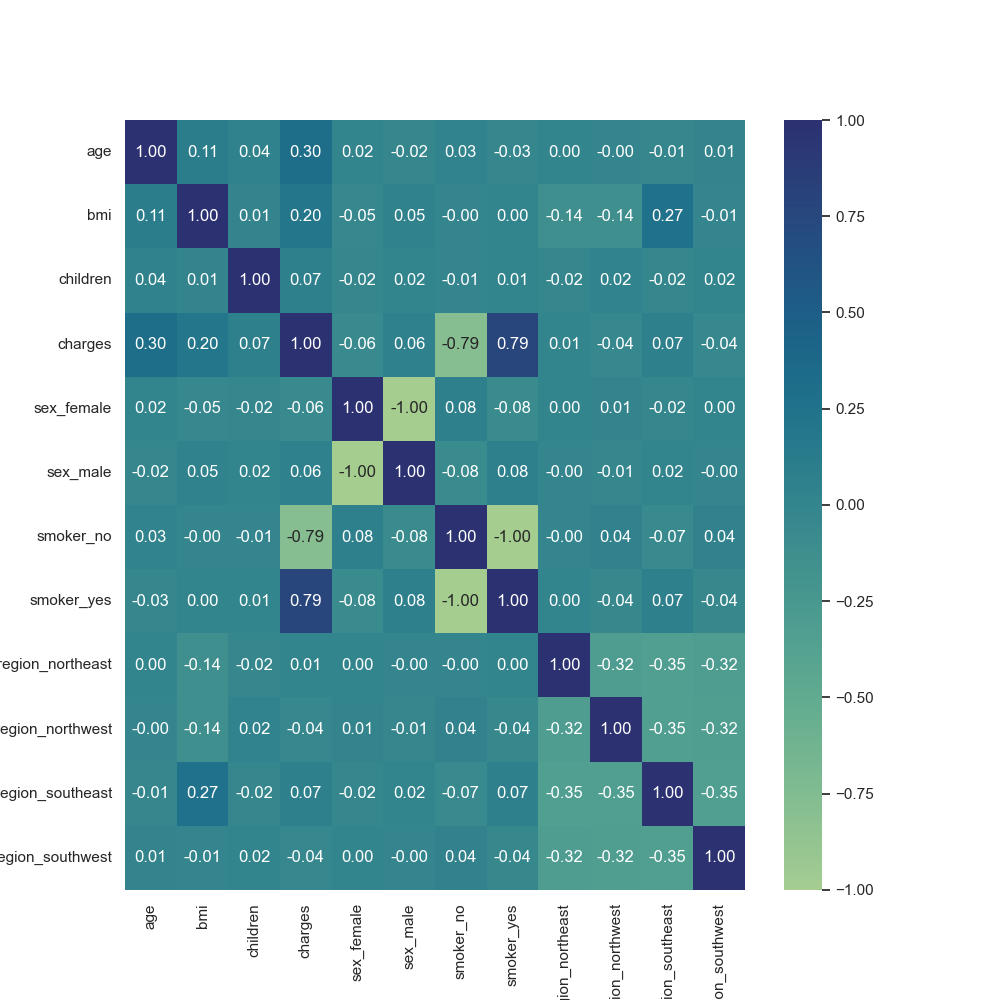 age 1.00 0.11 0.04 0.30 0.02 -0.02 0.03 -0.03 0.00 -0.00 -0.01 0.01
bmi 0.11 1.00 0.01 0.20 -0.05 0.05 -0.00 0.00 -0.14 -0.14 0.27 -0.01
children 0.04 0.01 1.00 0.07 -0.02 0.02 -0.01 0.01 -0.02 0.02 -0.02 0.02
charges 0.30 0.20 0.07 1.00 -0.06 0.06 -0.79 0.79 0.01 -0.04 0.07 -0.04
sex_female 0.02 -0.05 -0.02 -0.06 1.00 -1.00 0.08 -0.08 0.00 0.01 -0.02 0.00
sex_male -0.02 0.05 0.02 0.06 -1.00 1.00 -0.08 0.08 -0.00 -0.01 0.02 -0.00
smoker_no 0.03 -0.00 -0.01 -0.79 0.08 -0.08 1.00 -1.00 -0.00 0.04 -0.07 0.04
smoker_yes -0.03 0.00 0.01 0.79 -0.08 0.08 -1.00 1.00 0.00 -0.04 0.07 -0.04
region_northeast 0.00 -0.14 -0.02 0.01 0.00 -0.00 -0.00 0.00 1.00 -0.32 -0.35 -0.32
egion_northwest -0.00 -0.14 0.02 -0.04 0.01 -0.01 0.04 -0.04 -0.32 1.00 -0.35 -0.32
egion_southeast -0.01 0.27 -0.02 0.07 -0.02 0.02 -0.07 0.07 -0.35 -0.35 1.00 -0.35
egion_southwest 0.01 -0.01 0.02 -0.04 0.00 -0.00 0.04 -0.04 -0.32 -0.32 -0.35 1.00
age
bmi
children
charges
sex_female
sex_male
smoker_no
smoker_yes
gion_northeast
ion_northwest
gion_southeast
on_southwest
1.00
0.75
0.50
0.25
0.00
−0.25
−0.50
−0.75
−1.00